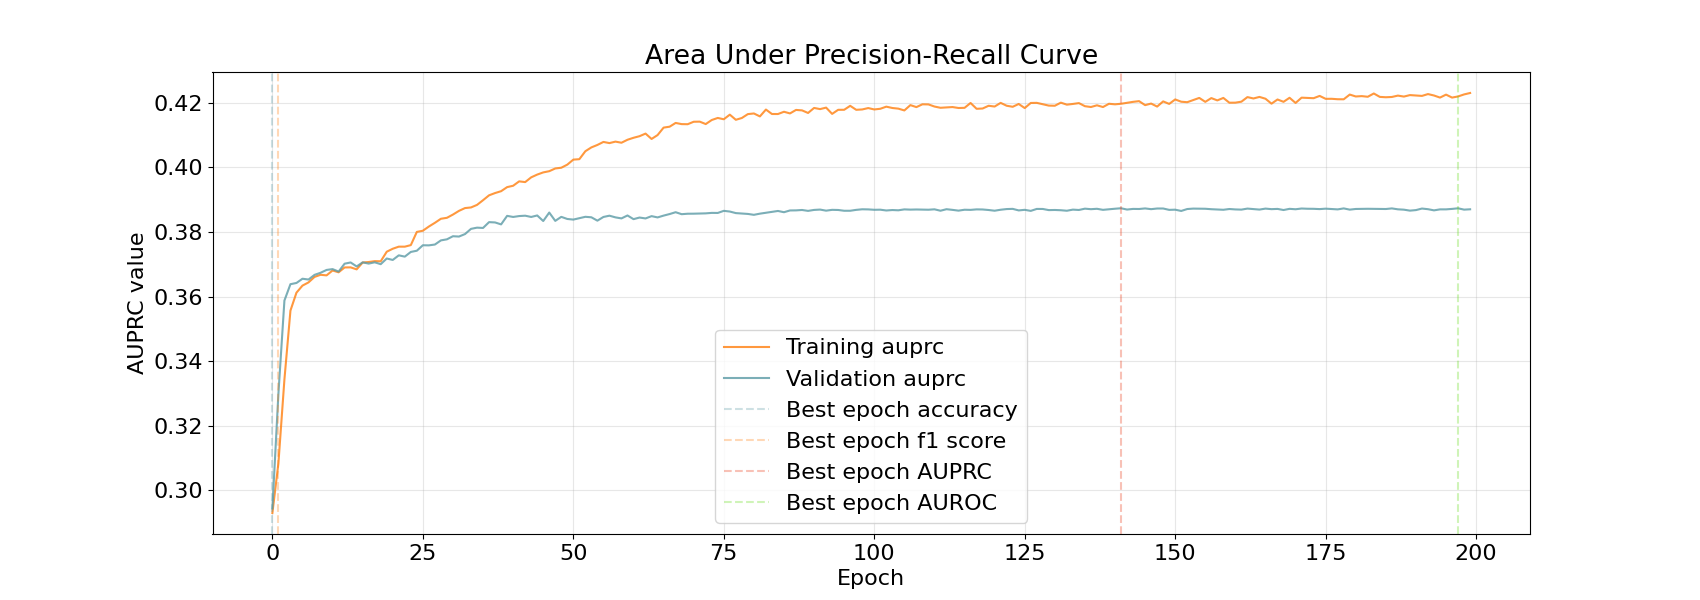 Area Under Precision-Recall Curve
AUPRC value
0.42
0.40
0.38
0.36
0.34
0.32
0.30
Training auprc
Validation auprc
Best epoch accuracy
Best epoch f1 score
Best epoch AUPRC
Best epoch AUROC
0 25 50 75 100 125 150 175 200
Epoch